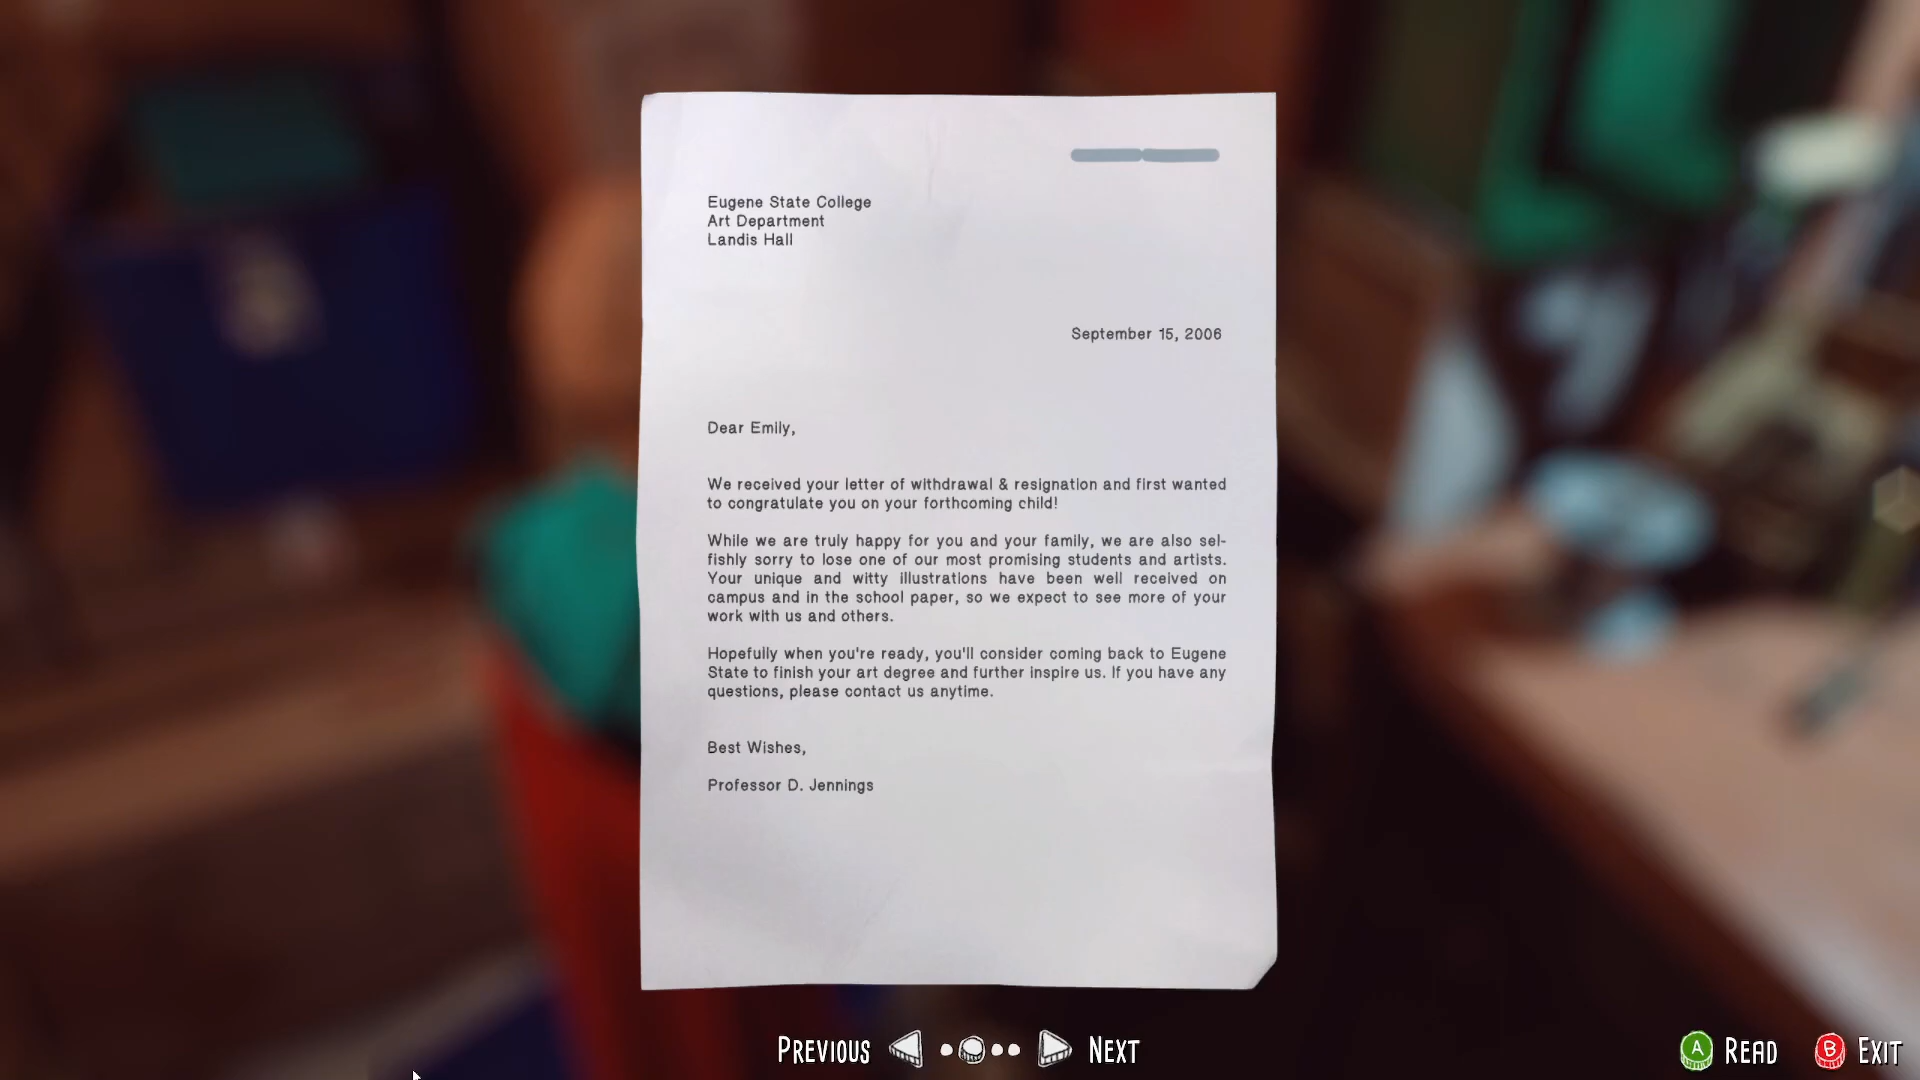 Eugene State College
Art Department
Landis Hall
September 15, 2006
Dear Emily,
We received your letter of withdrawal & resignation and first wanted
to congratulate you on your forthcoming child!
While we are truly happy for you and your family, we are also sel-
fishly sorry to lose one of our most promising students and artists.
Your unique and witty illustrations have been well received on
campus and in the school paper, so we expect to see more of your
work with us and others.
Hopefully when you're ready, you'll consider coming back to Eugene
State to finish your art degree and further inspire us. If you have any
questions, please contact us anytime.
Best Wishes,
Professor D. Jennings
PREVIOUS NEXT
A READ B EXIT